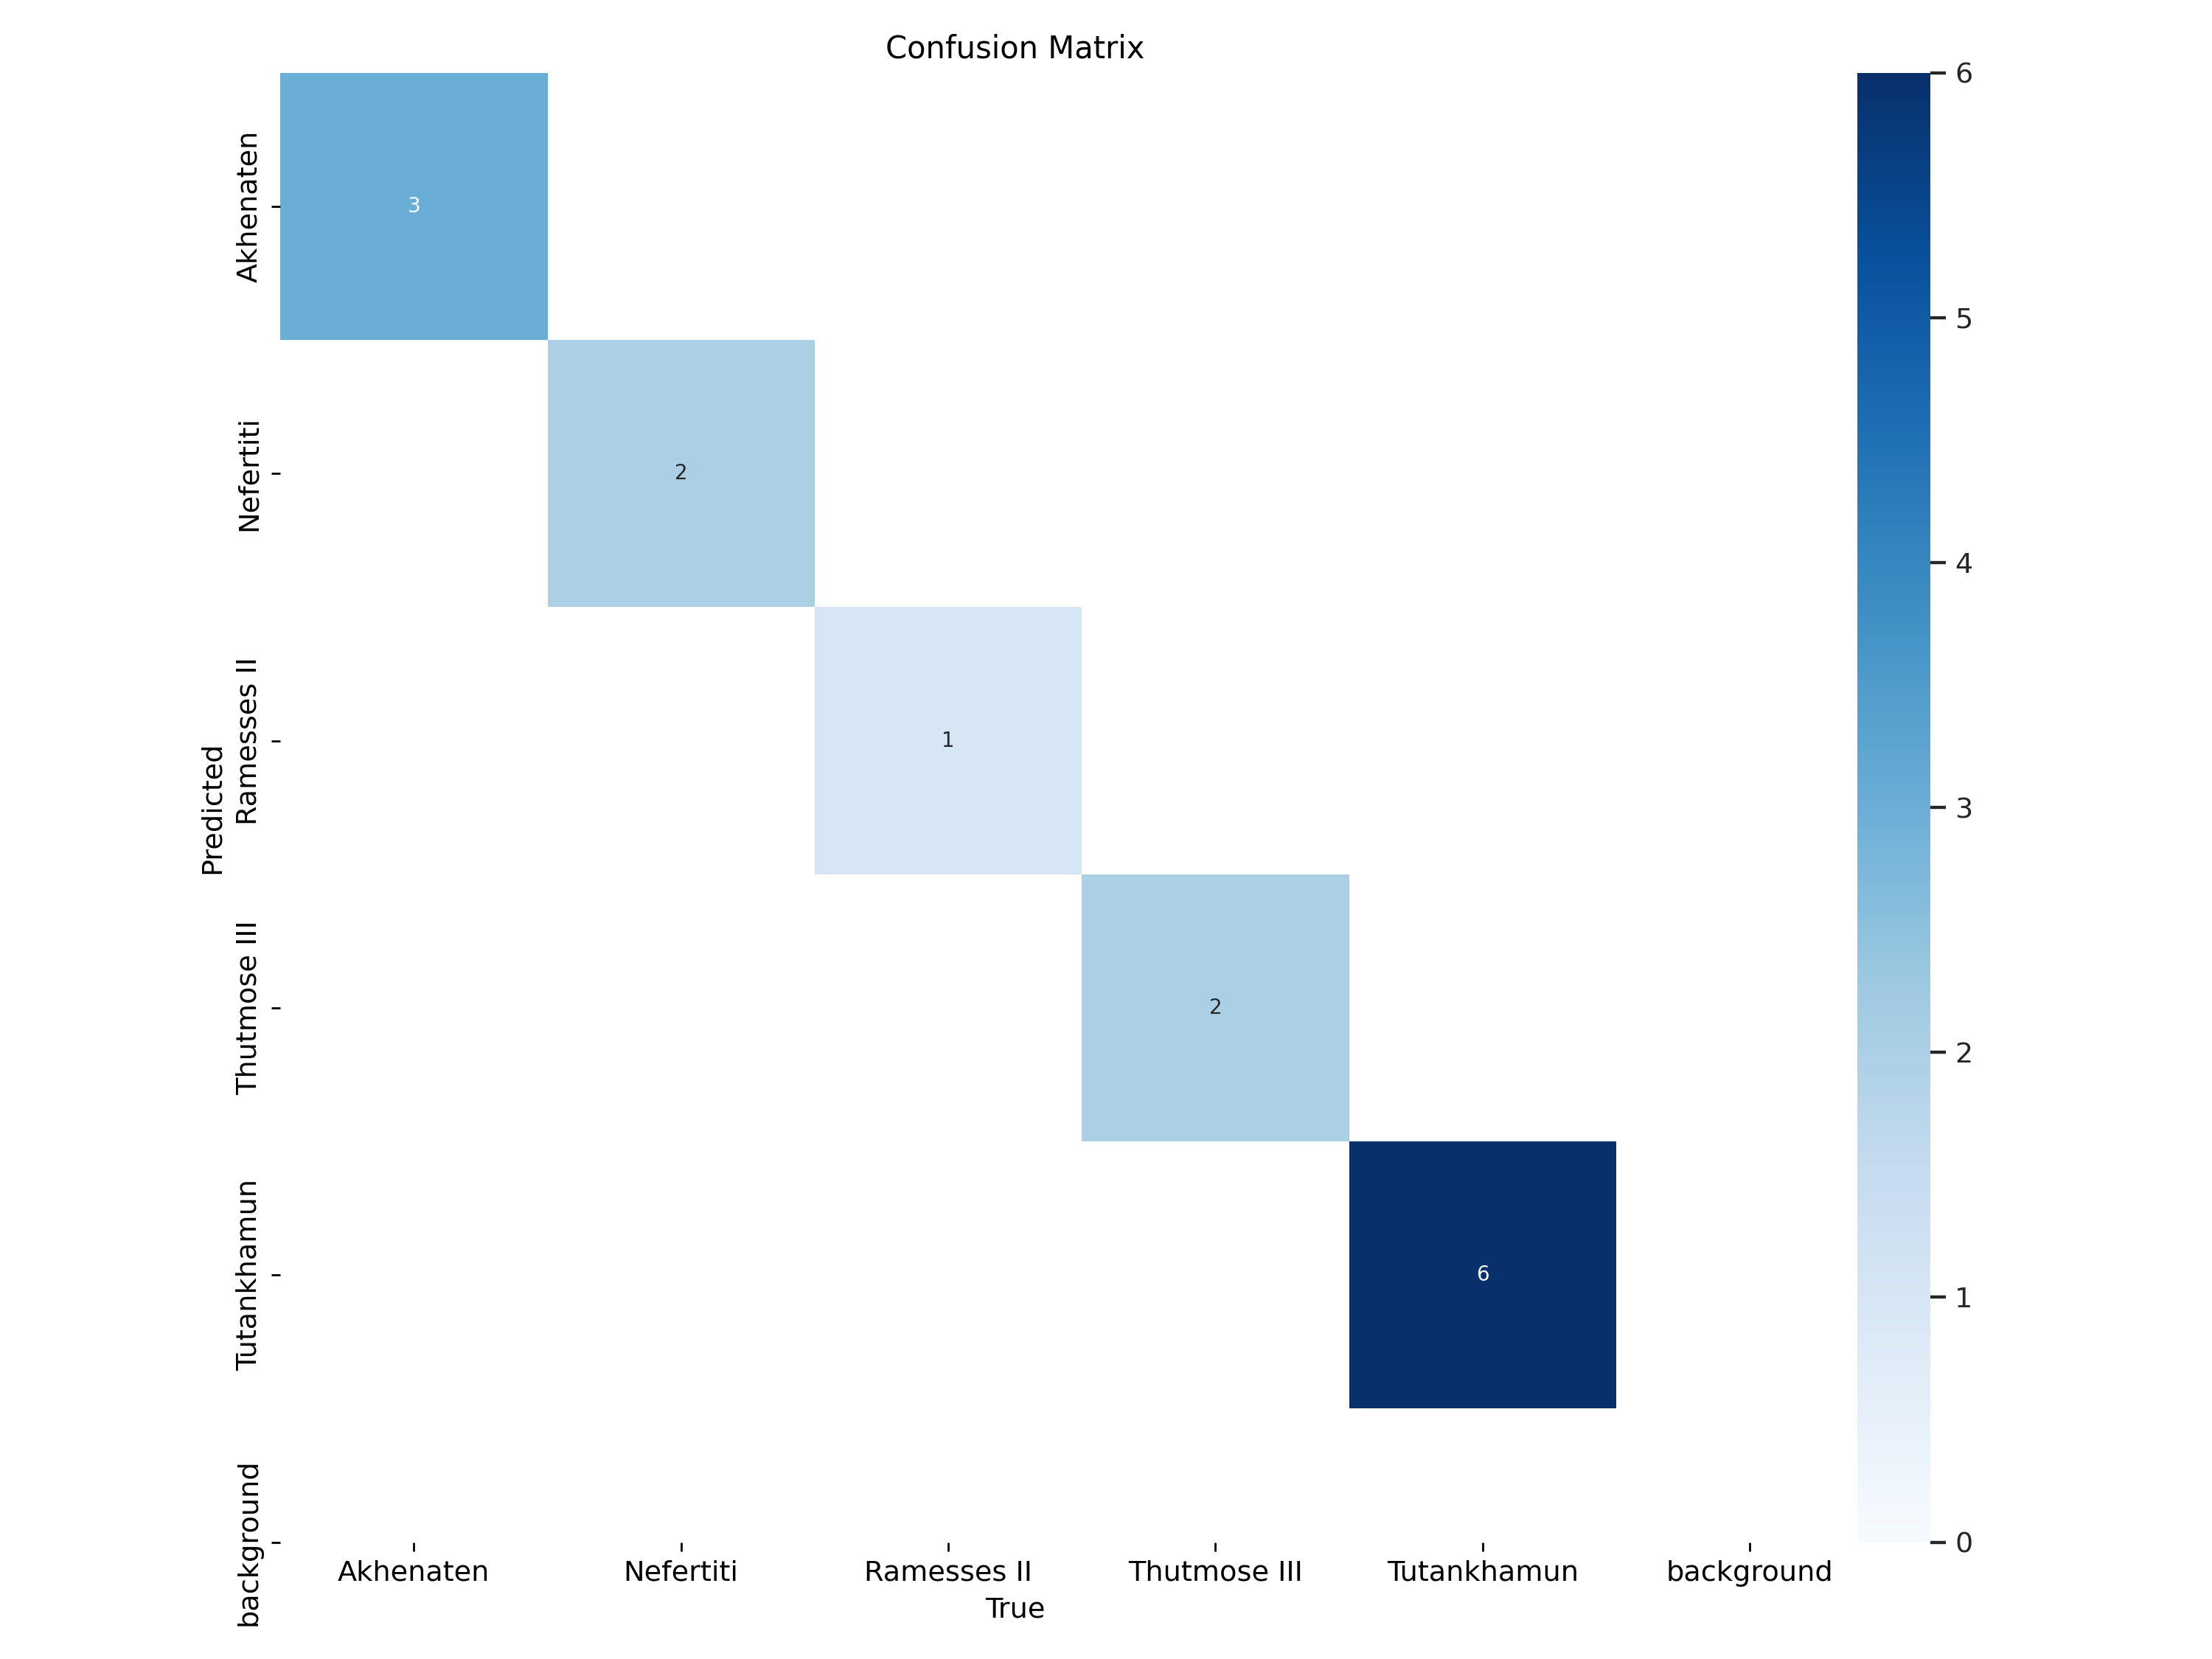 Confusion Matrix
Akhenaten
Nefertiti
Ramesses II
Thutmose III
Tutankhamun
background
Predicted
3
2
1
2
6
Akhenaten Nefertiti Ramesses II Thutmose III Tutankhamun background
True
6
5
4
3
2
1
0